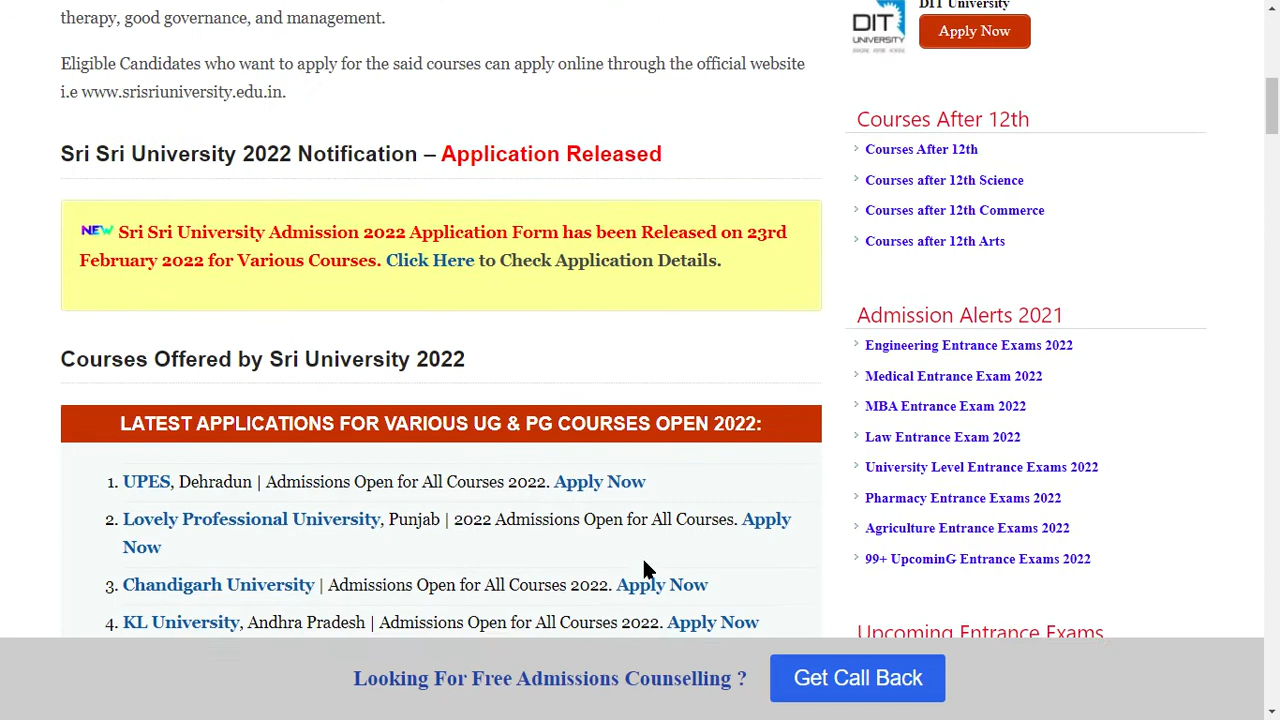 therapy, good governance, and management.
Eligible Candidates who want to apply for the said courses can apply online through the official website
i.e www.srisriuniversity.edu.in.
Sri Sri University 2022 Notification – Application Released
NEW Sri Sri University Admission 2022 Application Form has been Released on 23rd
February 2022 for Various Courses. Click Here to Check Application Details.
Courses Offered by Sri University 2022
LATEST APPLICATIONS FOR VARIOUS UG & PG COURSES OPEN 2022:
1. UPES, Dehradun | Admissions Open for All Courses 2022. Apply Now
2. Lovely Professional University, Punjab | 2022 Admissions Open for All Courses. Apply
Now
3. Chandigarh University | Admissions Open for All Courses 2022. Apply Now
4. KL University, Andhra Pradesh | Admissions Open for All Courses 2022. Apply Now
DIT University
DIT
UNIVERSITY
Apply Now
Courses After 12th
Courses After 12th
Courses after 12th Science
Courses after 12th Commerce
Courses after 12th Arts
Admission Alerts 2021
Engineering Entrance Exams 2022
Medical Entrance Exam 2022
MBA Entrance Exam 2022
Law Entrance Exam 2022
University Level Entrance Exams 2022
Pharmacy Entrance Exams 2022
Agriculture Entrance Exams 2022
99+ UpcominG Entrance Exams 2022
Upcoming Entrance Exams
Looking For Free Admissions Counselling ?
Get Call Back